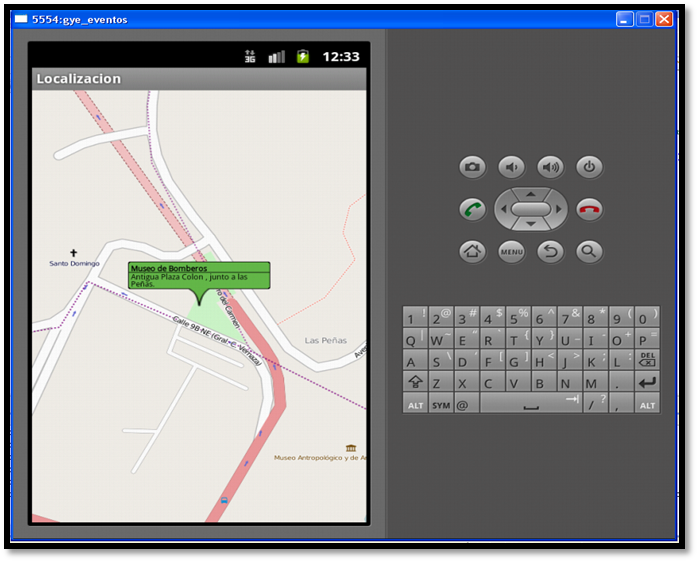 5554:gye_eventos
3G
12:33
Localizacion
Santo Domingo
Museo de Bomberos
Antigua Plaza Colon , junto a las
Peñas.
del Carmen
Calle 9B-NE (Gral. C. Vernaza)
Las Peñas
Ave
Museo Antropológico y de A
MENU
1 ! 2 @ 3 # 4 $ 5 % 6 ^ 7 & 8 * 9 ( 0 )
Q | W ~ E " R ` T { Y } U _ I - O + P =
A S \ D ' F [ G ] H < J > K ; L : DEL
Z X C V B N M .
ALT SYM @ / ? , ALT